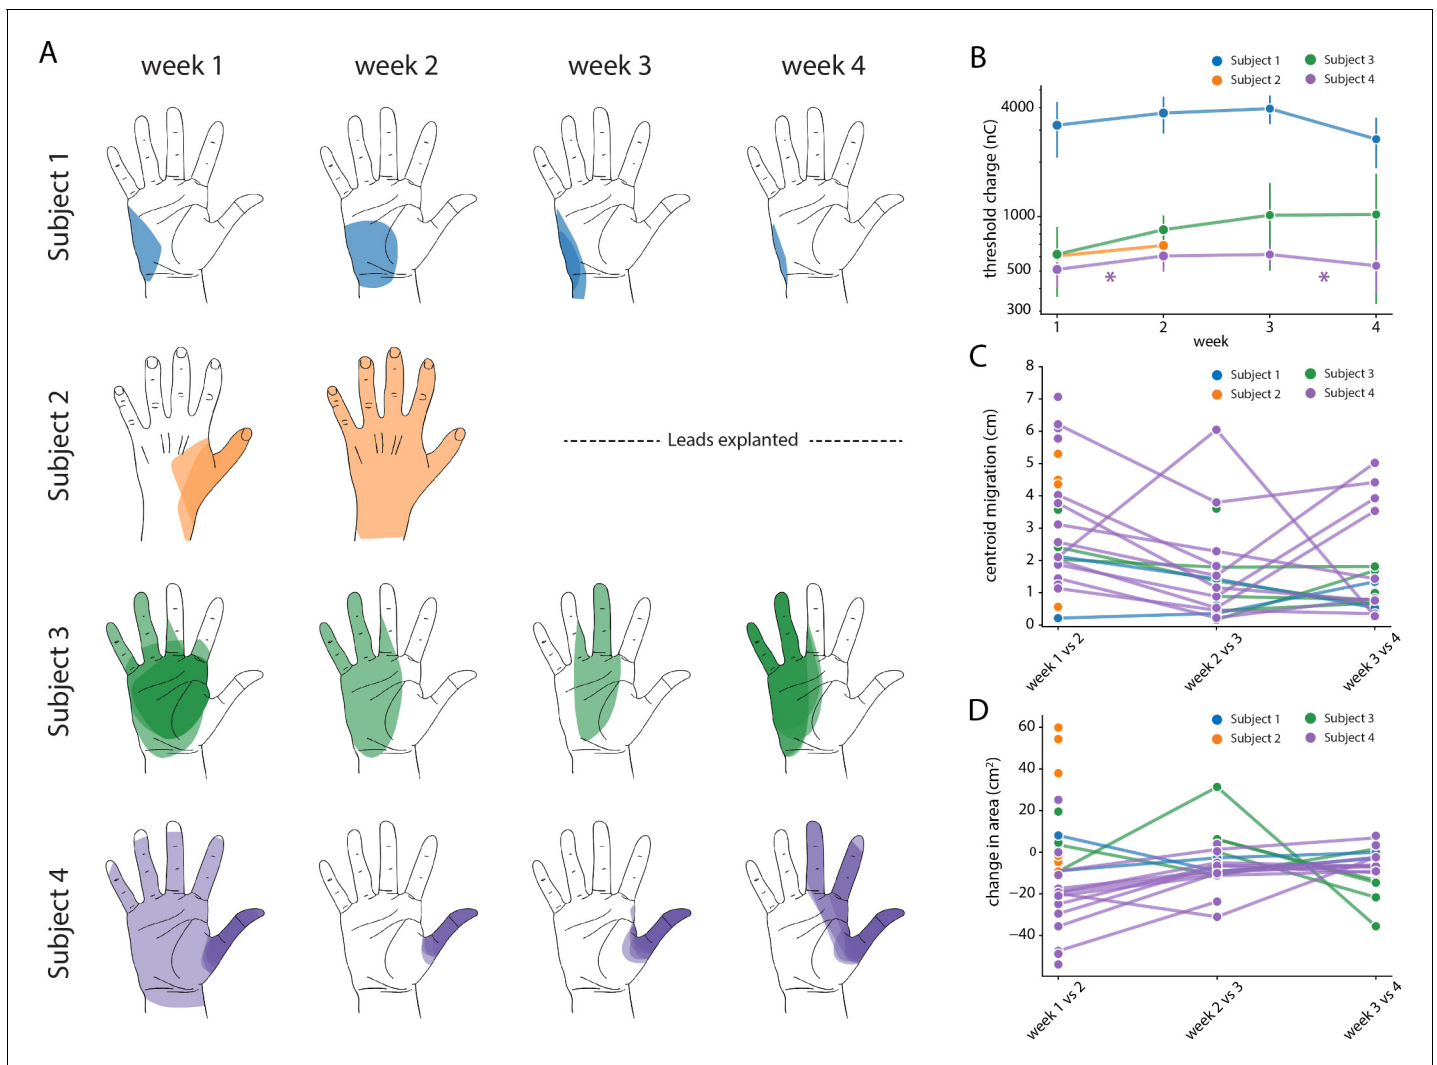 A
week 1
week 2
week 3
week 4
Subject 1
Subject 2
Leads explanted
Subject 3
Subject 4
B
Subject 1
Subject 3
Subject 2
Subject 4
threshold charge (nC)
4000
1000
500
300
*
*
1
2
3
4
week
C
Subject 1
Subject 3
Subject 2
Subject 4
centroid migration (cm)
8
7
6
5
4
3
2
1
0
week 1 vs 2
week 2 vs 3
week 3 vs 4
D
Subject 1
Subject 3
Subject 2
Subject 4
change in area (cm²)
60
40
20
0
−20
−40
week 1 vs 2
week 2 vs 3
week 3 vs 4